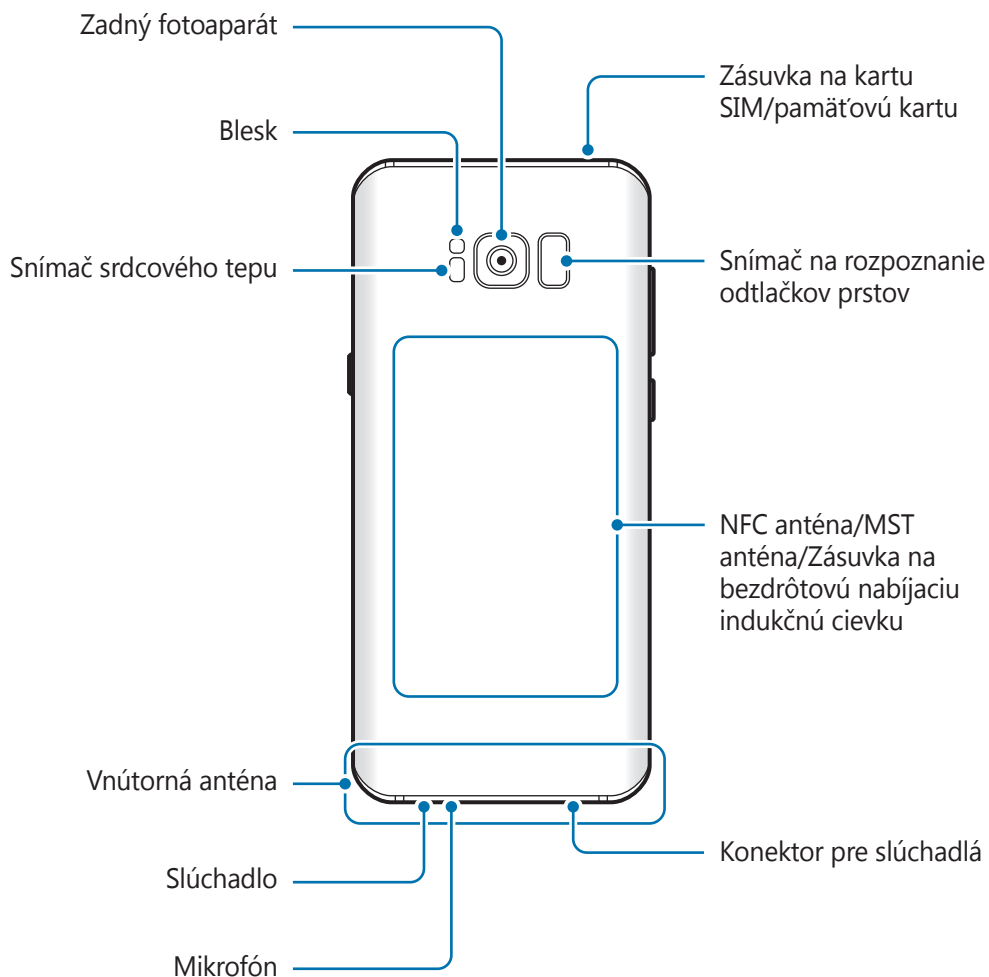 Zadný fotoaparát
Zásuvka na kartu
SIM/pamäťovú kartu
Blesk
Snímač srdcového tepu
Snímač na rozpoznanie
odtlačkov prstov
NFC anténa/MST
anténa/Zásuvka na
bezdrôtovú nabíjaciu
indukčnú cievku
Vnútorná anténa
Konektor pre slúchadlá
Slúchadlo
Mikrofón